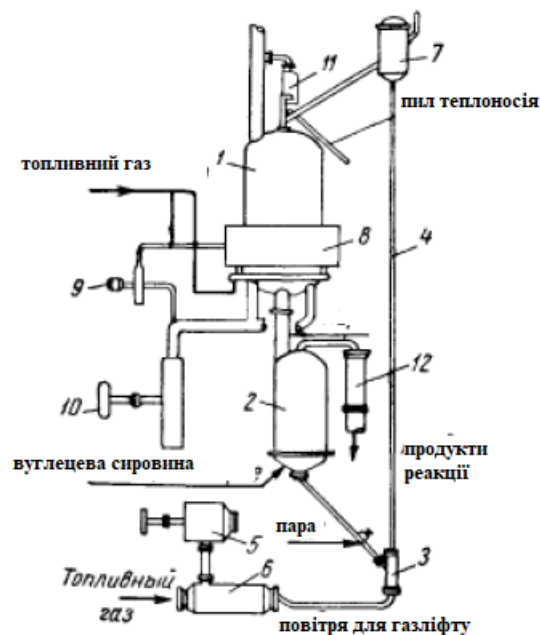 7
11
пил теплоносія
топливний газ
1
4
8
9
12
10
2
продукти
реакції
вуглецева сировина
?
пара
5
3
6
Топливный
газ
повітря для газліфту